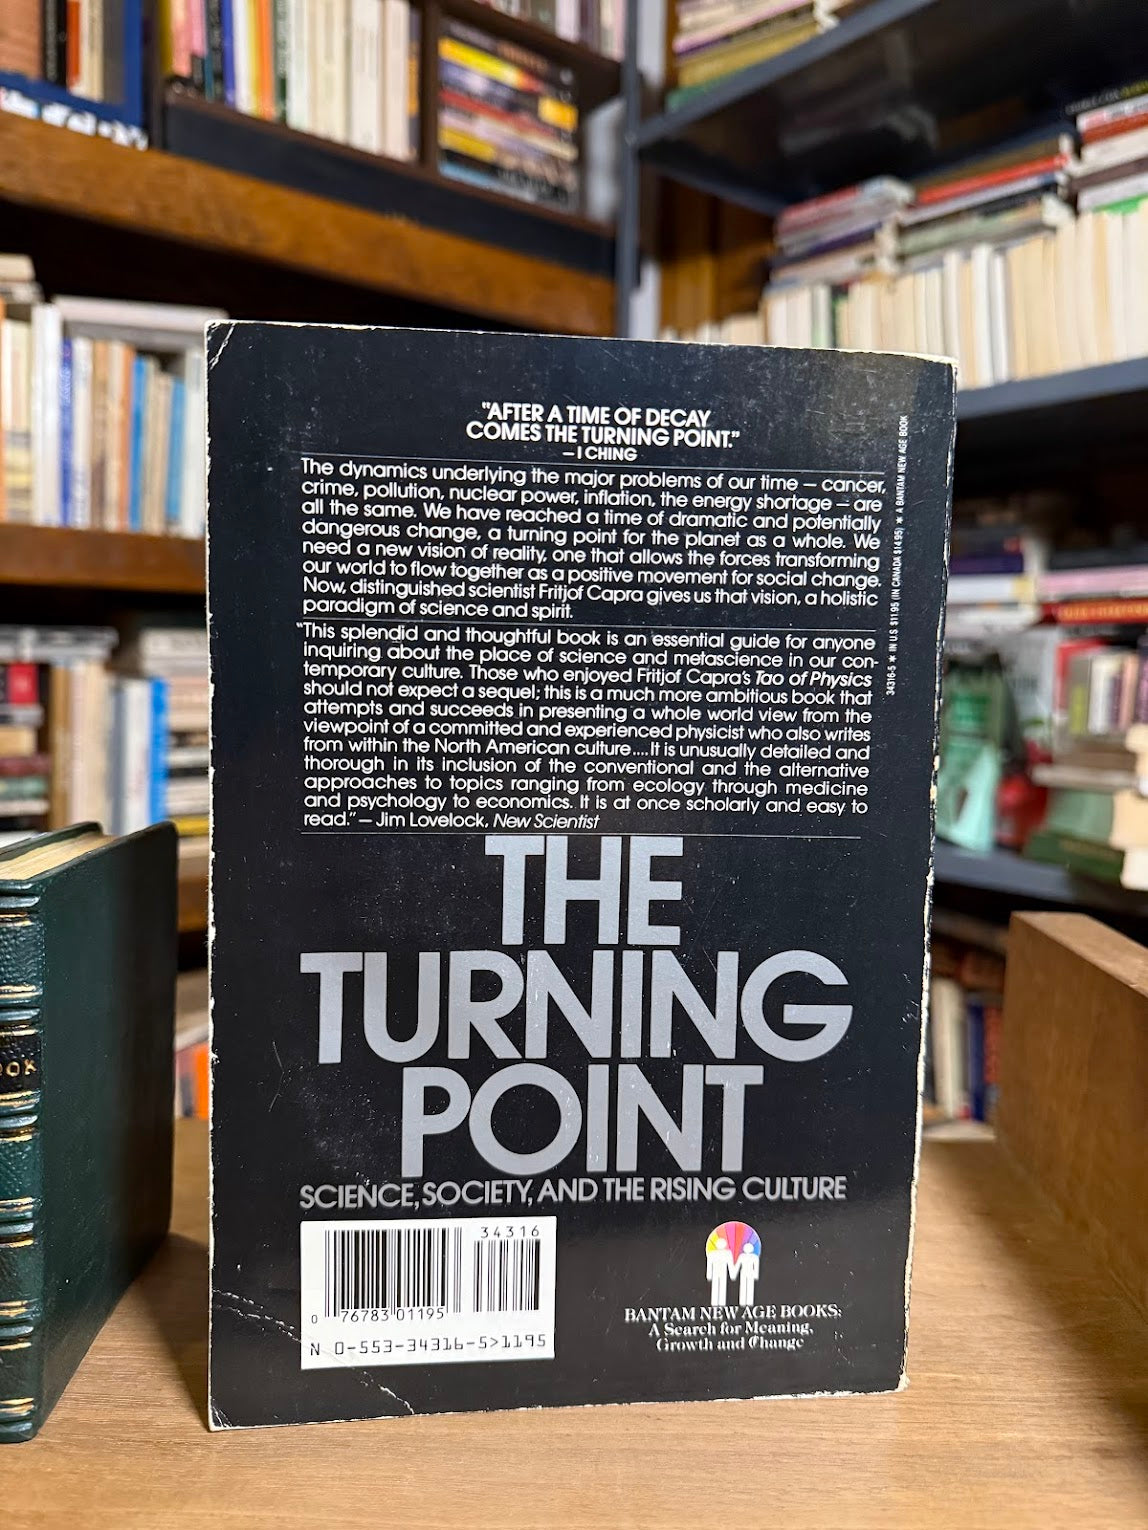 "AFTER A TIME OF DECAY
COMES THE TURNING POINT."
— I CHING
The dynamics underlying the major problems of our time — cancer,
crime, pollution, nuclear power, inflation, the energy shortage — are
all the same. We have reached a time of dramatic and potentially
dangerous change, a turning point for the planet as a whole. We
need a new vision of reality, one that allows the forces transforming
our world to flow together as a positive movement for social change.
Now, distinguished scientist Fritjof Capra gives us that vision, a holistic
paradigm of science and spirit.
"This splendid and thoughtful book is an essential guide for anyone
inquiring about the place of science and metascience in our con-
temporary culture. Those who enjoyed Fritjof Capra's Tao of Physics
should not expect a sequel; this is a much more ambitious book that
attempts and succeeds in presenting a whole world view from the
viewpoint of a committed and experienced physicist who also writes
from within the North American culture....It is unusually detailed and
thorough in its inclusion of the conventional and the alternative
approaches to topics ranging from ecology through medicine
and psychology to economics. It is at once scholarly and easy to
read." — Jim Lovelock, New Scientist
THE
TURNING
POINT
SCIENCE, SOCIETY, AND THE RISING CULTURE
34316
0 76783 01195
N 0-553-34316-5>1195
BANTAM NEW AGE BOOKS:
A Search for Meaning,
Growth and Change
34316-5 * IN U.S. $11.95 (IN CANADA $14.95) * A BANTAM NEW AGE BOOK